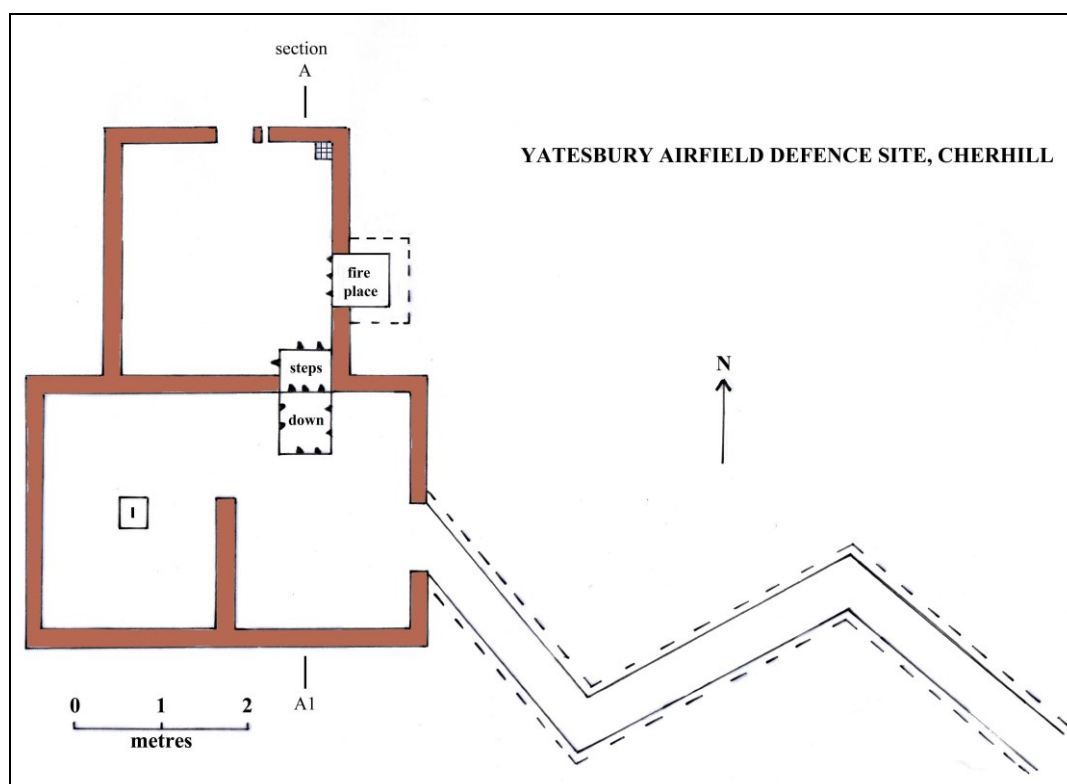 section
A
YATESBURY AIRFIELD DEFENCE SITE, CHERHILL
fire
place
steps
down
N
I
0 1 2
metres
A1